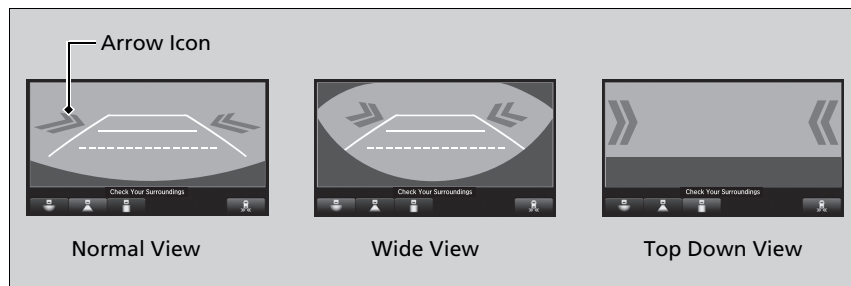 Arrow Icon
Check Your Surroundings
Check Your Surroundings
Check Your Surroundings
Normal View
Wide View
Top Down View